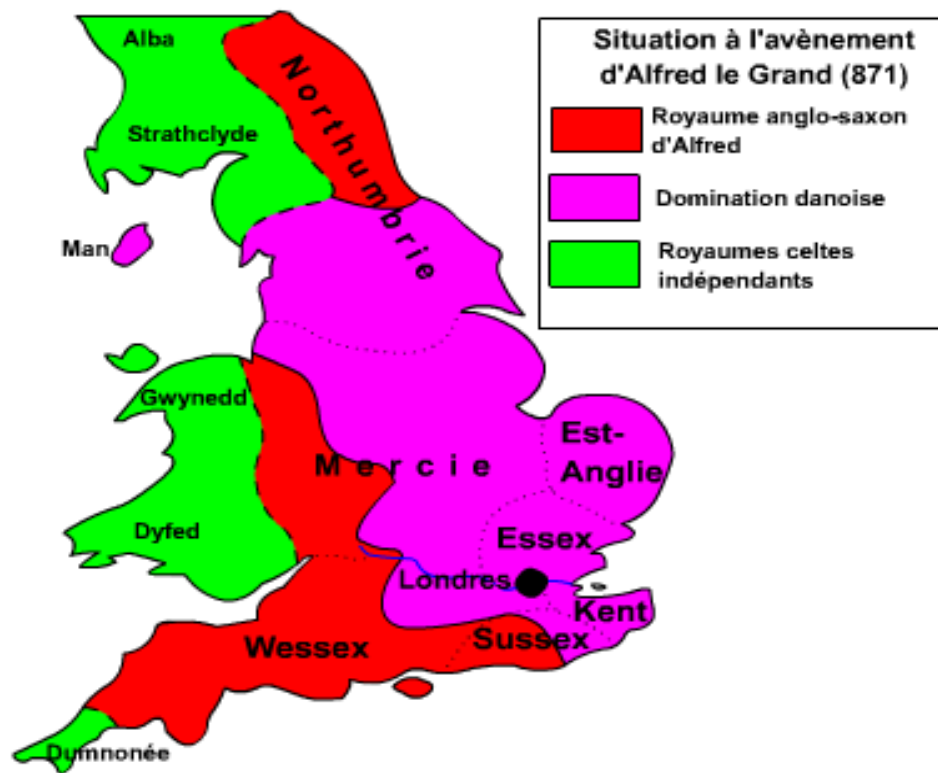 Situation à l'avènement
d'Alfred le Grand (871)
Royaume anglo-saxon
d'Alfred
Domination danoise
Royaumes celtes
indépendants
Alba
Northumbrie
Strathclyde
Man
Gwynedd
Mercie
Est-
Anglie
Dyfed
Essex
Londres
Kent
Sussex
Wessex
Dumnonée